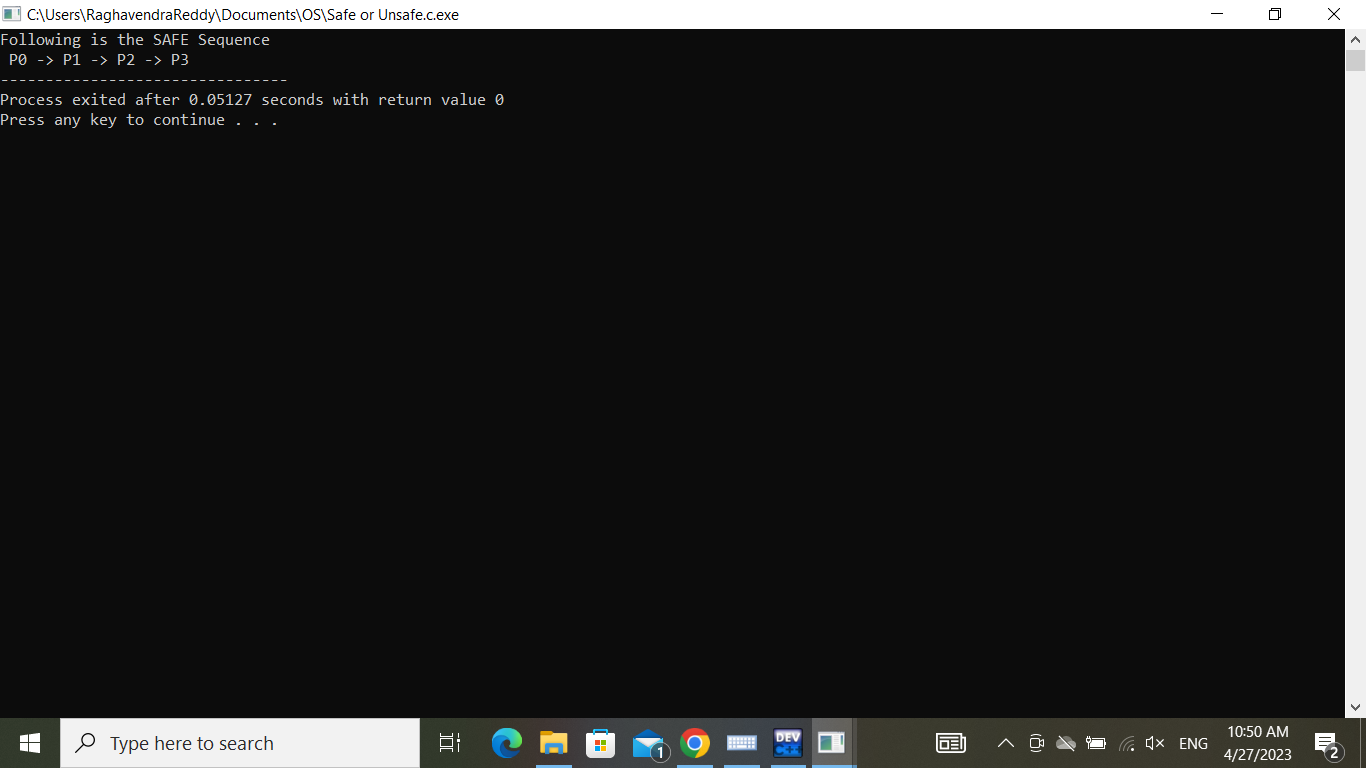 C:\Users\RaghavendraReddy\Documents\OS\Safe or Unsafe.c.exe
Following is the SAFE Sequence
P0 -> P1 -> P2 -> P3
--------------------------------
Process exited after 0.05127 seconds with return value 0
Press any key to continue . . .
Type here to search
1
DEV
C++
ENG
10:50 AM
4/27/2023
2